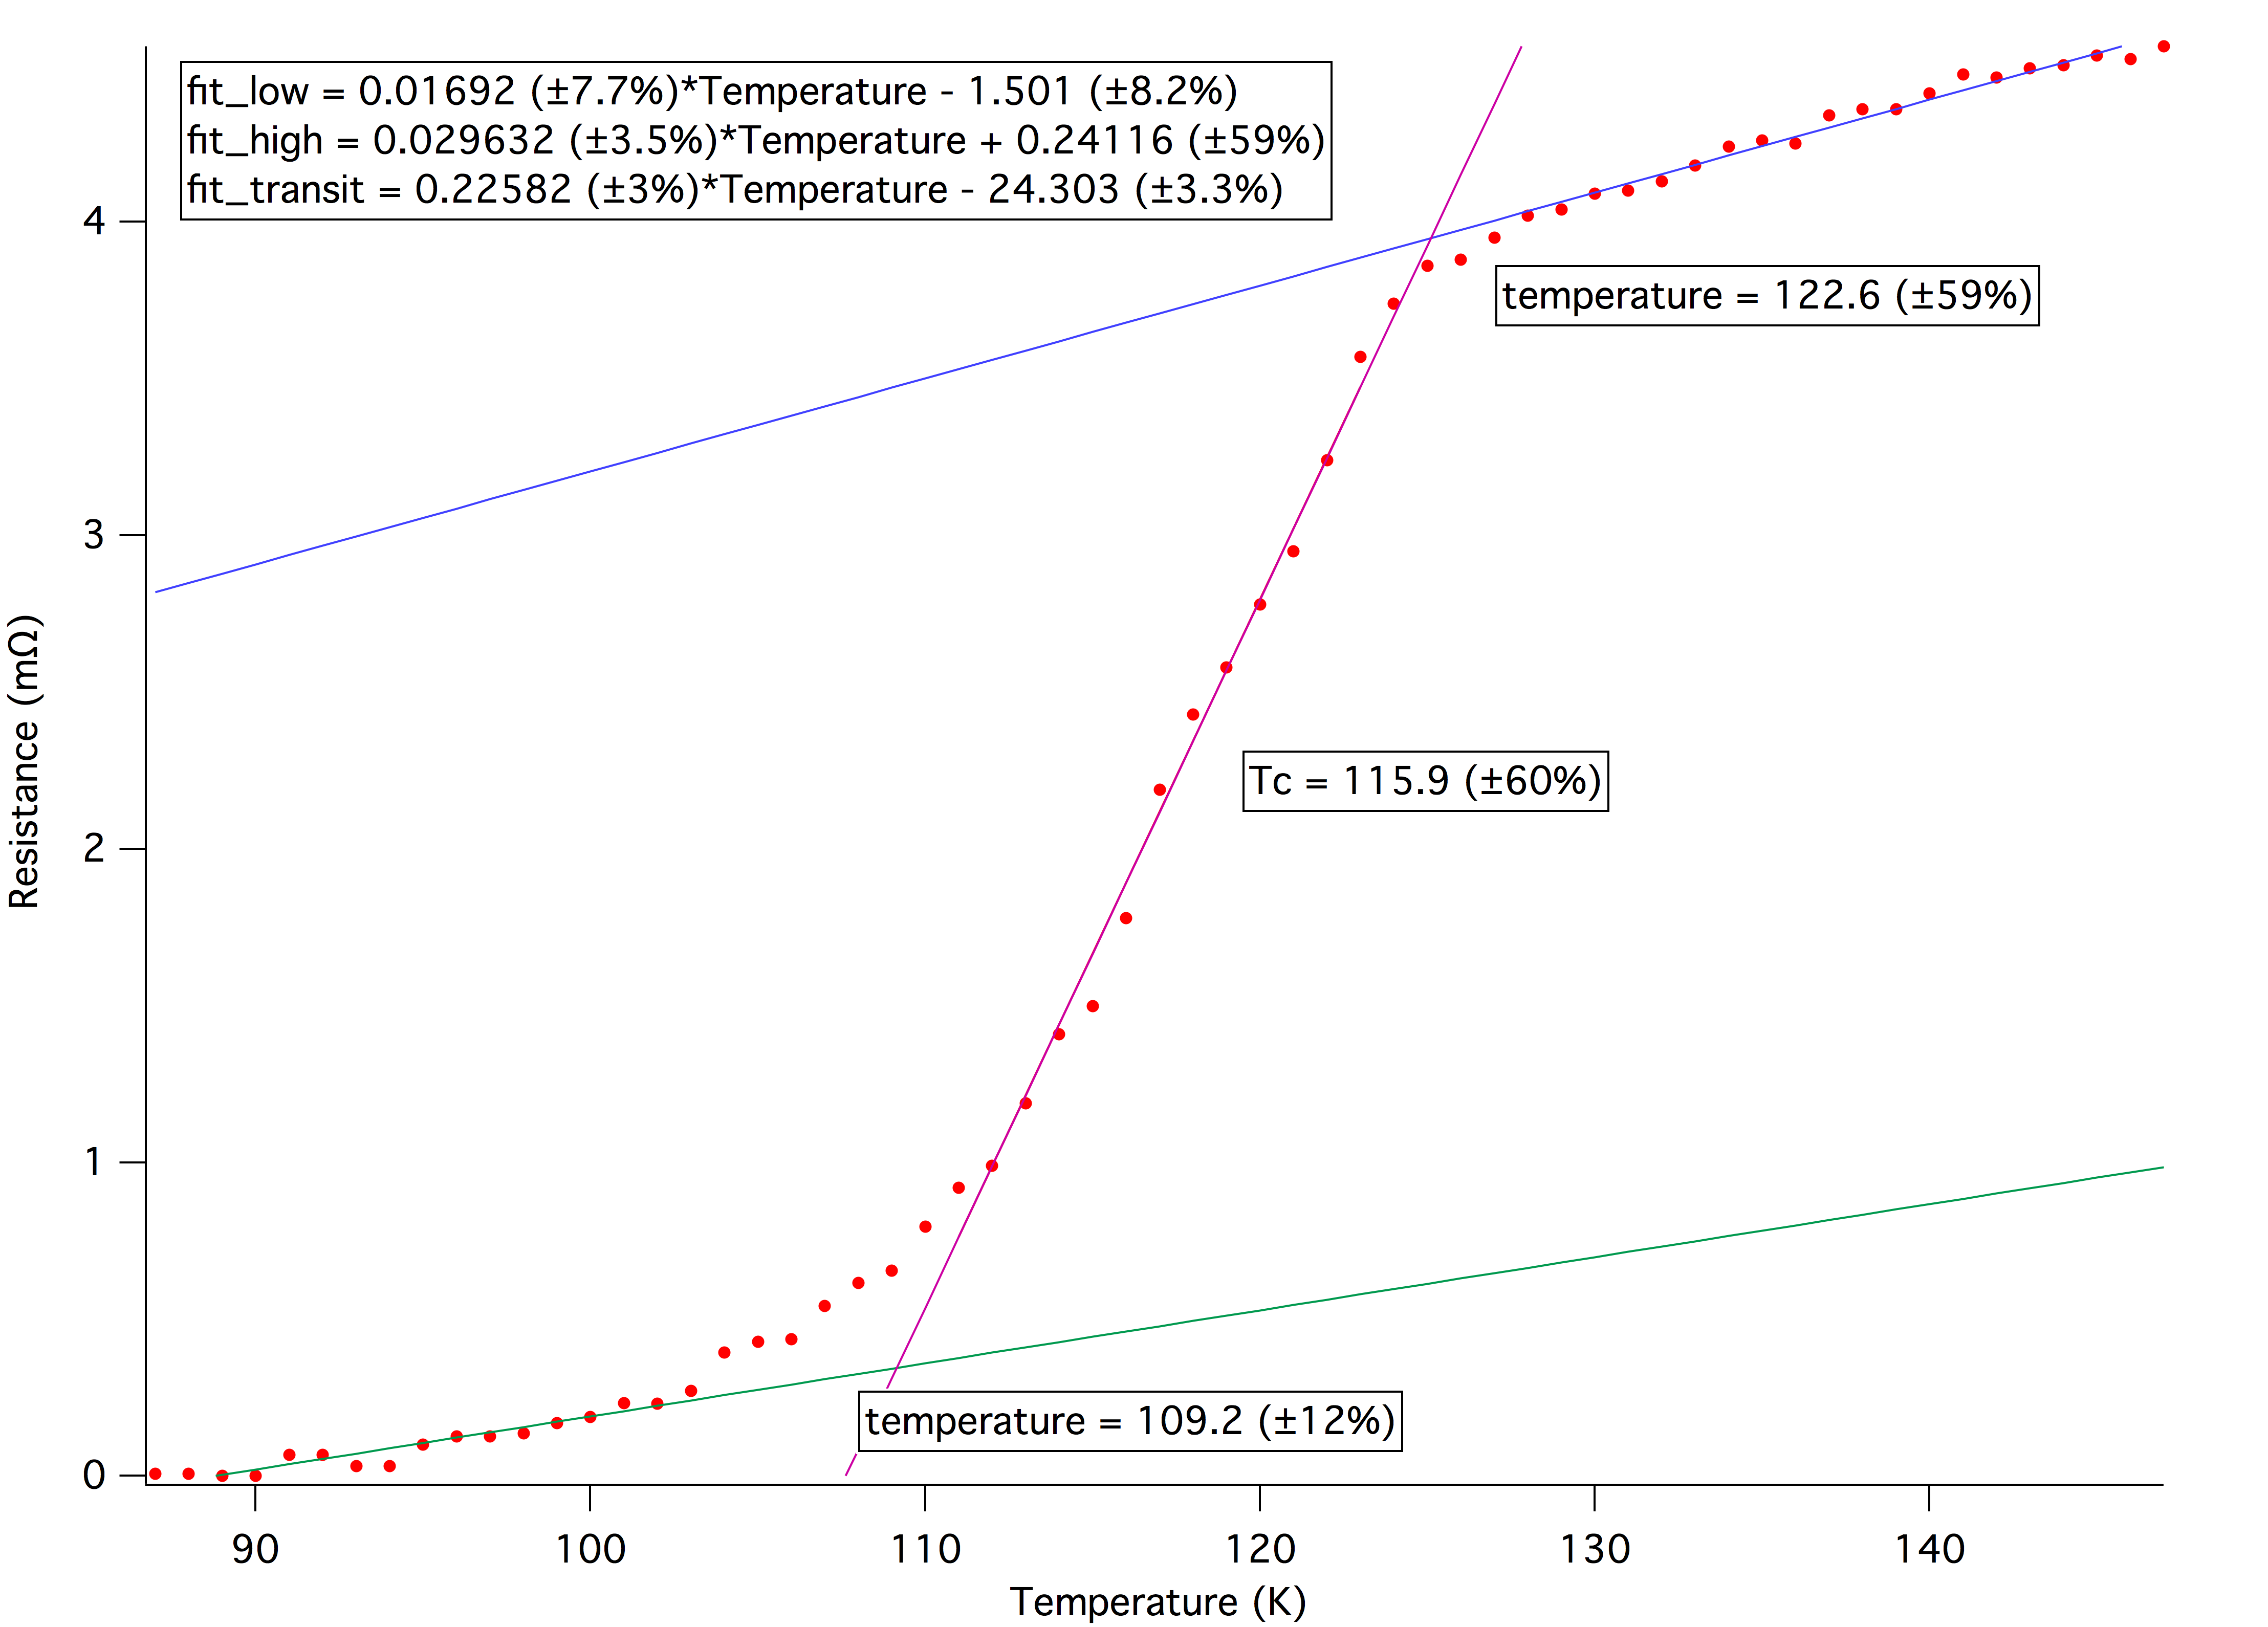 fit_low = 0.01692 (±7.7%)*Temperature - 1.501 (±8.2%)
fit_high = 0.029632 (±3.5%)*Temperature + 0.24116 (±59%)
fit_transit = 0.22582 (±3%)*Temperature - 24.303 (±3.3%)
temperature = 122.6 (±59%)
Tc = 115.9 (±60%)
temperature = 109.2 (±12%)
Resistance (mΩ)
4
3
2
1
0
90 100 110 120 130 140
Temperature (K)